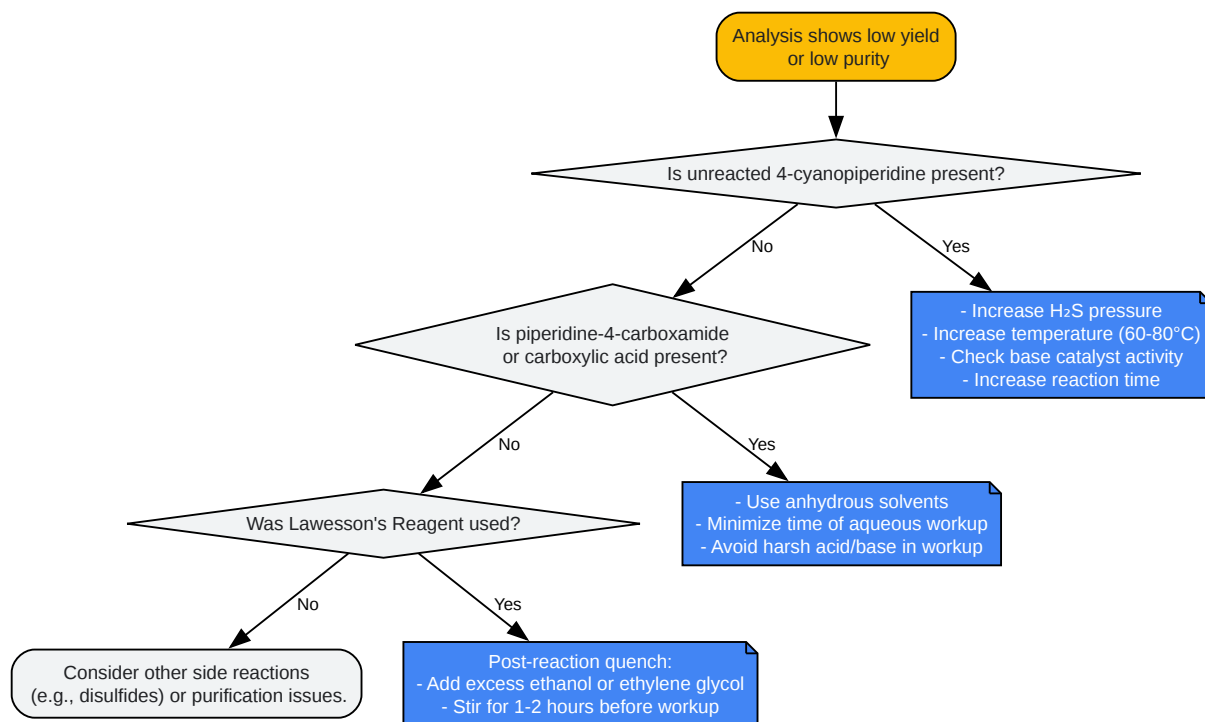 Analysis shows low yield
or low purity
Is unreacted 4-cyanopiperidine present?
No
Yes
Is piperidine-4-carboxamide
or carboxylic acid present?
- Increase H₂S pressure
- Increase temperature (60-80°C)
- Check base catalyst activity
- Increase reaction time
No
Yes
Was Lawesson's Reagent used?
- Use anhydrous solvents
- Minimize time of aqueous workup
- Avoid harsh acid/base in workup
No
Yes
Consider other side reactions
(e.g., disulfides) or purification issues.
Post-reaction quench:
- Add excess ethanol or ethylene glycol
- Stir for 1-2 hours before workup